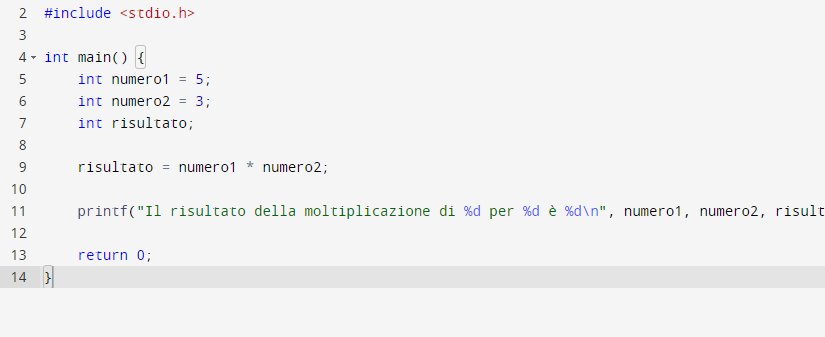 2 #include <stdio.h>
3
4 int main() {
5 int numero1 = 5;
6 int numero2 = 3;
7 int risultato;
8
9 risultato = numero1 * numero2;
10
11 printf("Il risultato della moltiplicazione di %d per %d è %d\n", numero1, numero2, risult
12
13 return 0;
14 }